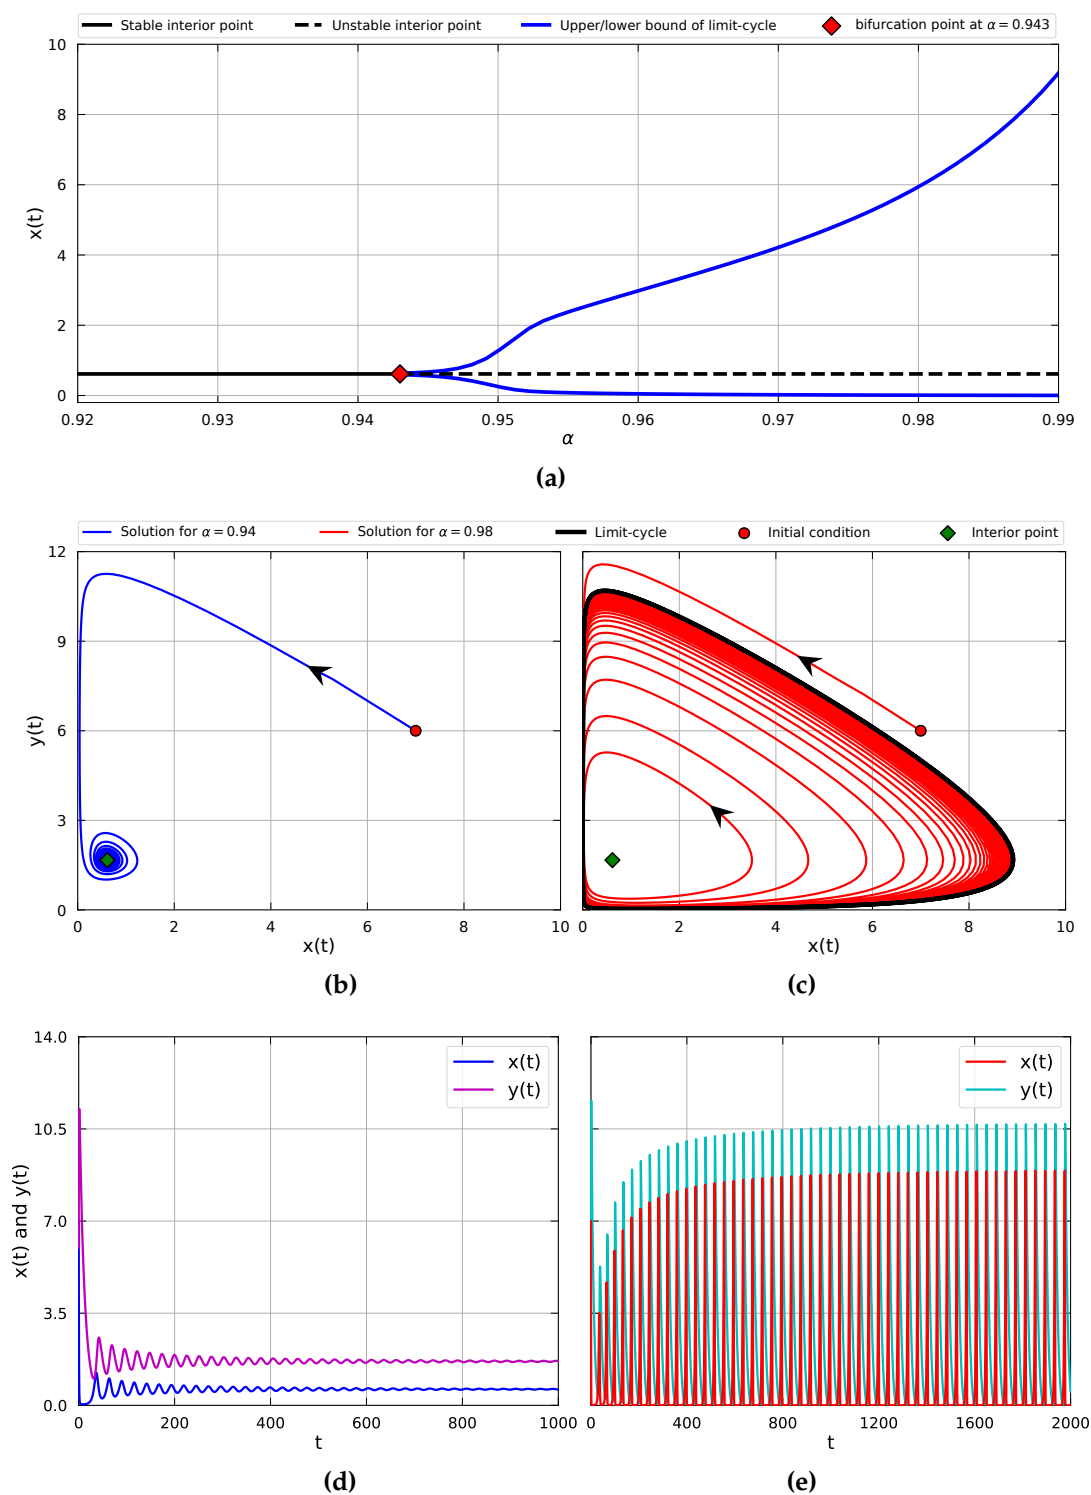 Stable interior point Unstable interior point Upper/lower bound of limit-cycle bifurcation point at α = 0.943
10
8
6
4
2
0
x(t)
0.92 0.93 0.94 0.95 0.96 0.97 0.98 0.99
α
(a)
Solution for α = 0.94 Solution for α = 0.98 Limit-cycle Initial condition Interior point
12
9
6
3
0
y(t)
0 2 4 6 8 10
x(t)
0 2 4 6 8 10
x(t)
(b) (c)
14.0
10.5
7.0
3.5
0.0
x(t) and y(t)
x(t)
y(t)
0 200 400 600 800 1000
t
x(t)
y(t)
0 400 800 1200 1600 2000
t
(d) (e)